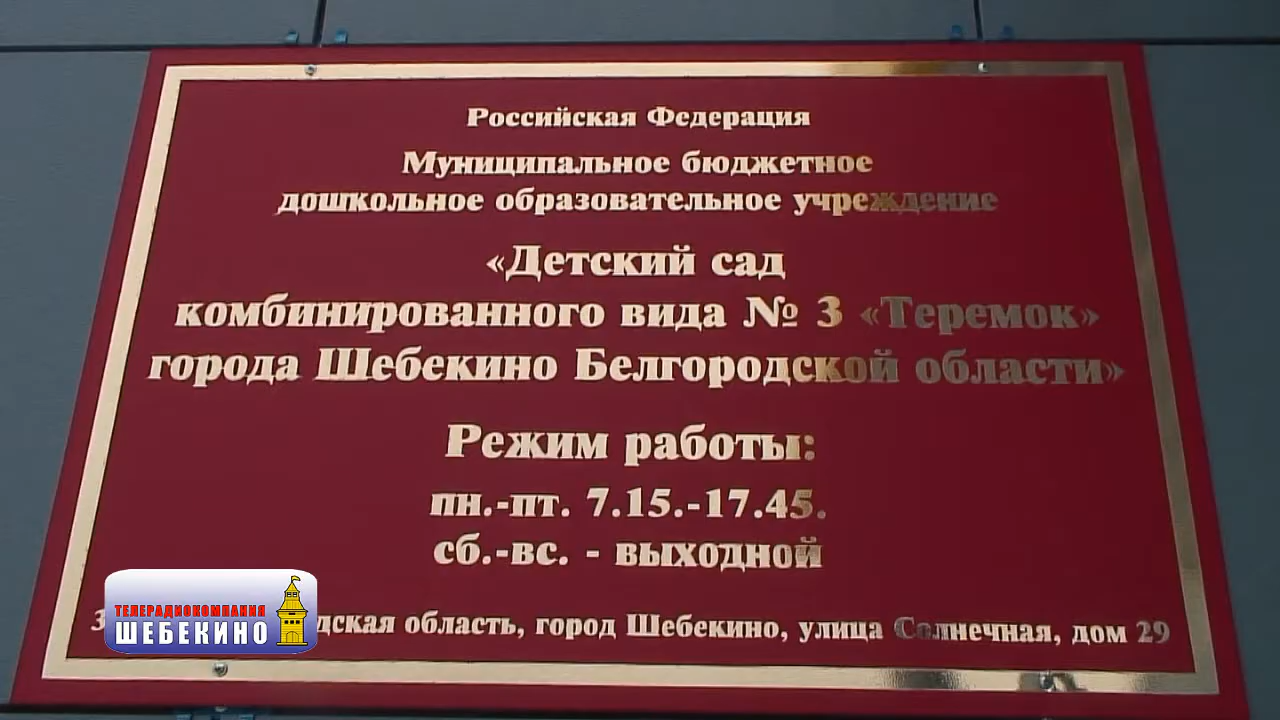 Российская Федерация
Муниципальное бюджетное
дошкольное образовательное учреждение
«Детский сад
комбинированного вида № 3 «Теремок»
города Шебекино Белгородской области»
Режим работы:
пн.-пт. 7.15.-17.45.
сб.-вс. - выходной
область, город Шебекино, улица Солнечная, дом 29
ТЕЛЕРАДИОКОМПАНИЯ
ШЕБЕКИНО